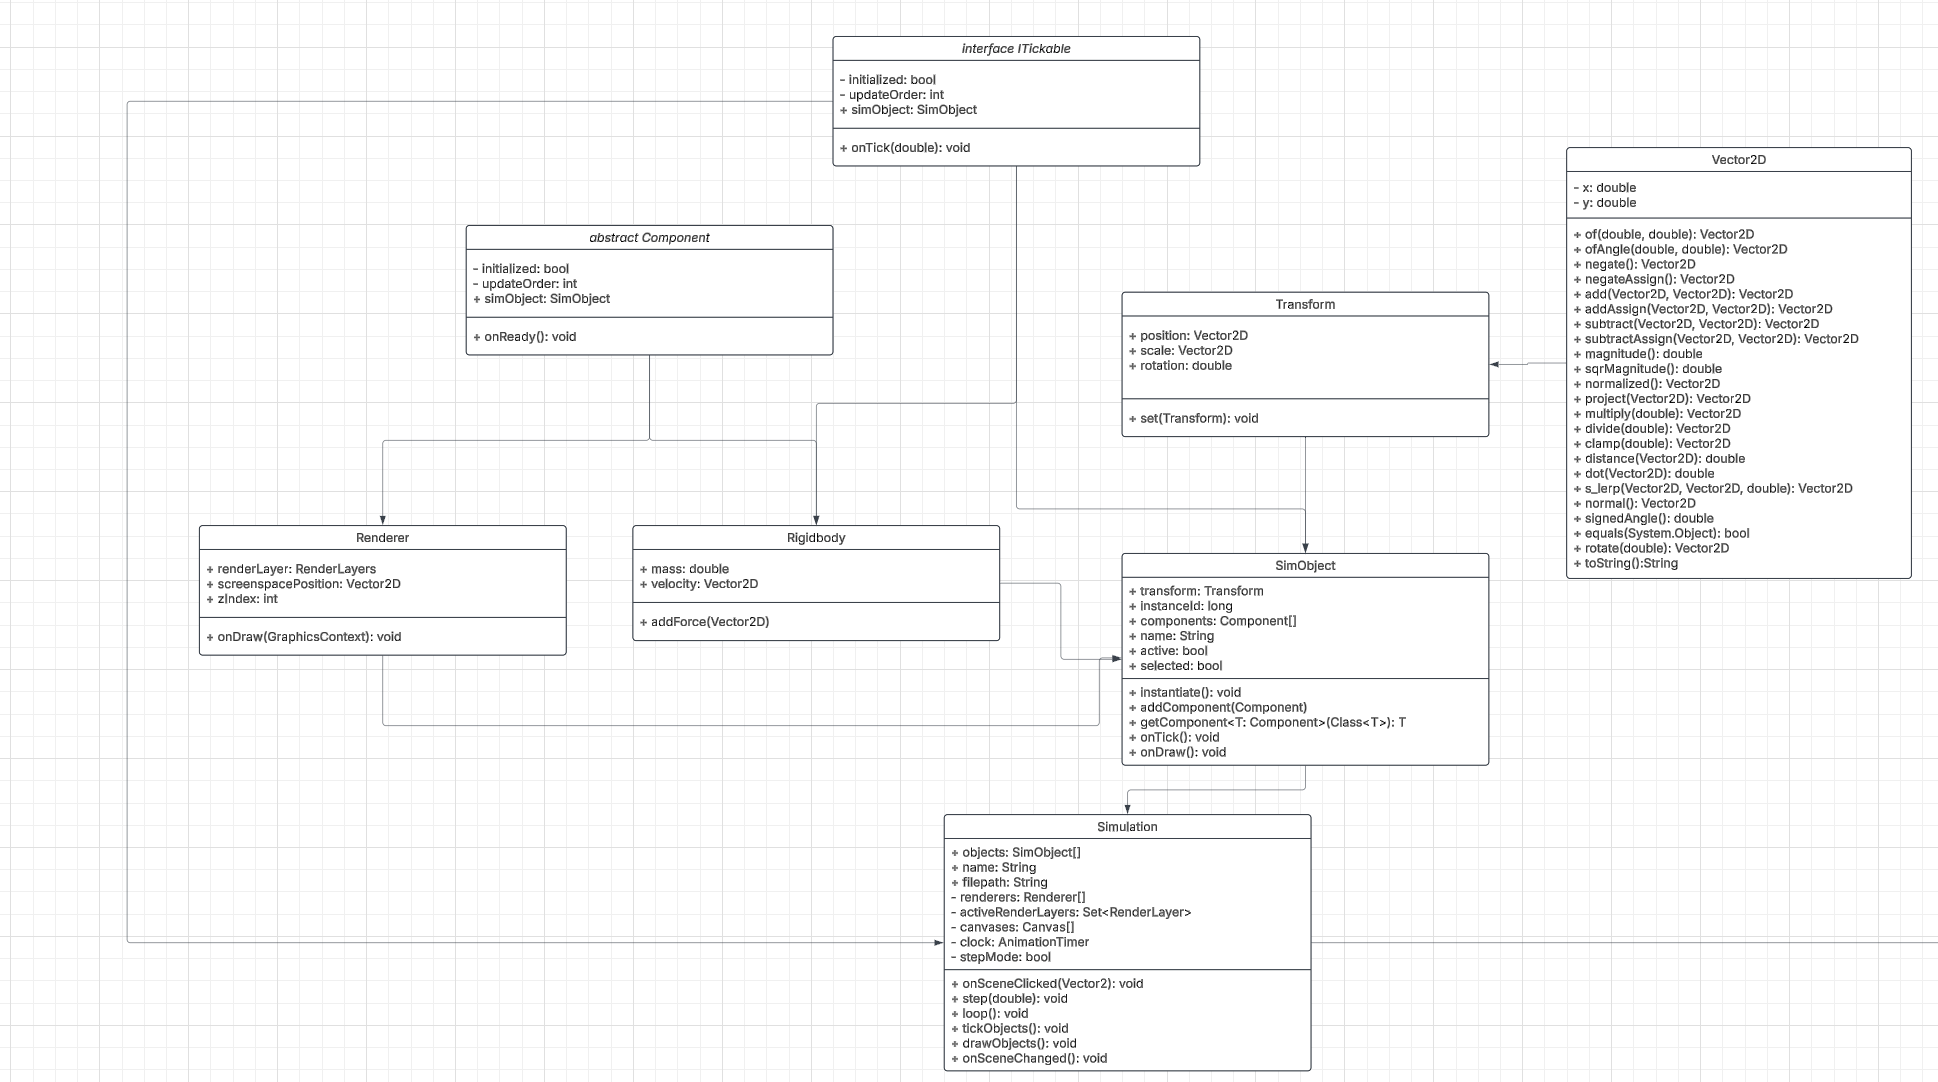 interface ITickable
- initialized: bool
- updateOrder: int
+ simObject: SimObject
+ onTick(double): void
abstract Component
- initialized: bool
- updateOrder: int
+ simObject: SimObject
+ onReady(): void
Vector2D
- x: double
- y: double
+ of(double, double): Vector2D
+ ofAngle(double, double): Vector2D
+ negate(): Vector2D
+ negateAssign(): Vector2D
+ add(Vector2D, Vector2D): Vector2D
+ addAssign(Vector2D, Vector2D): Vector2D
+ subtract(Vector2D, Vector2D): Vector2D
+ subtractAssign(Vector2D, Vector2D): Vector2D
+ magnitude(): double
+ sqrMagnitude(): double
+ normalized(): Vector2D
+ project(Vector2D): Vector2D
+ multiply(double): Vector2D
+ divide(double): Vector2D
+ clamp(double): Vector2D
+ distance(Vector2D): double
+ dot(Vector2D): double
+ s_lerp(Vector2D, Vector2D, double): Vector2D
+ normal(): Vector2D
+ signedAngle(): double
+ equals(System.Object): bool
+ rotate(double): Vector2D
+ toString():String
Transform
+ position: Vector2D
+ scale: Vector2D
+ rotation: double
+ set(Transform): void
Renderer
+ renderLayer: RenderLayers
+ screenspacePosition: Vector2D
+ zIndex: int
+ onDraw(GraphicsContext): void
Rigidbody
+ mass: double
+ velocity: Vector2D
+ addForce(Vector2D)
SimObject
+ transform: Transform
+ instanceId: long
+ components: Component[]
+ name: String
+ active: bool
+ selected: bool
+ instantiate(): void
+ addComponent(Component)
+ getComponent<T: Component>(Class<T>): T
+ onTick(): void
+ onDraw(): void
Simulation
+ objects: SimObject[]
+ name: String
+ filepath: String
- renderers: Renderer[]
- activeRenderLayers: Set<RenderLayer>
- canvases: Canvas[]
- clock: AnimationTimer
- stepMode: bool
+ onSceneClicked(Vector2): void
+ step(double): void
+ loop(): void
+ tickObjects(): void
+ drawObjects(): void
+ onSceneChanged(): void